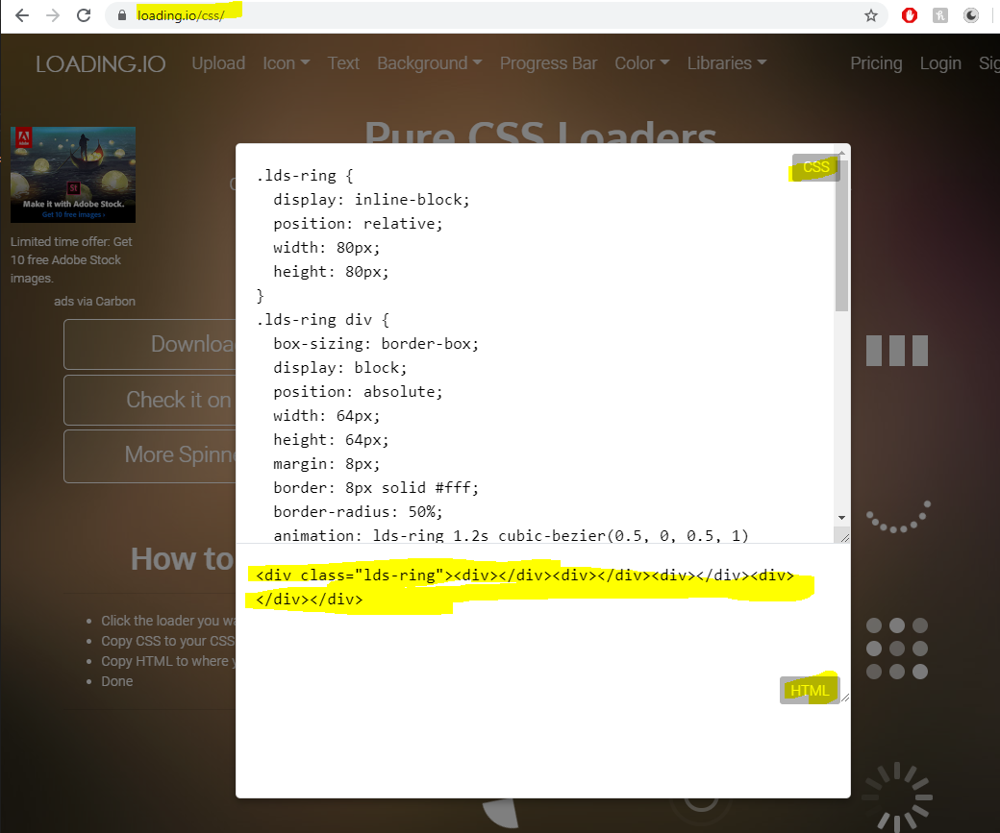 loading.io/css/
LOADING.IO Upload Icon Text Background Progress Bar Color Libraries Pricing Login Sig
Pure CSS Loaders
Adobe
St
Make it with Adobe Stock.
Get 10 free images ›
Limited time offer: Get
10 free Adobe Stock
images.
ads via Carbon
Downloa
Check it on
More Spinne
How to
Click the loader you wa
Copy CSS to your CSS
Copy HTML to where y
Done
CSS
.lds-ring {
display: inline-block;
position: relative;
width: 80px;
height: 80px;
}
.lds-ring div {
box-sizing: border-box;
display: block;
position: absolute;
width: 64px;
height: 64px;
margin: 8px;
border: 8px solid #fff;
border-radius: 50%;
animation: lds-ring 1.2s cubic-bezier(0.5, 0, 0.5, 1)
<div class="lds-ring"><div></div><div></div><div></div><div>
</div></div>
HTML